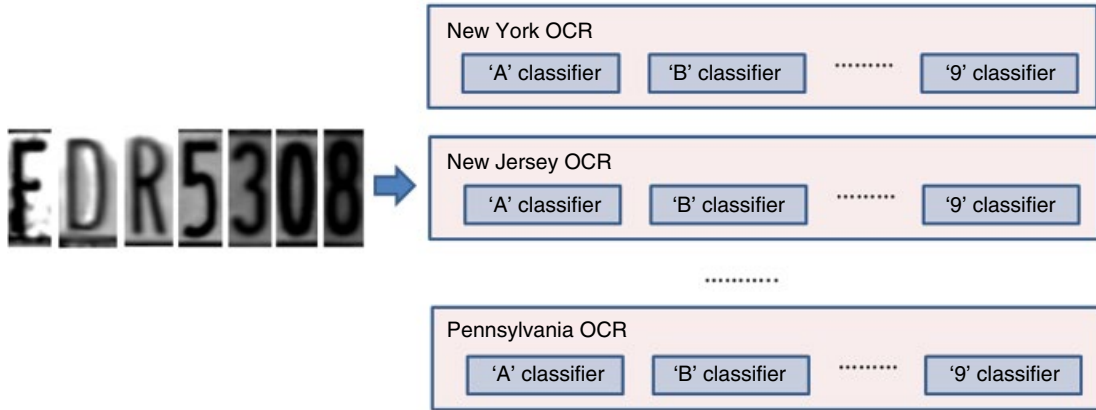 FDR5308
New York OCR
‘A’ classifier ‘B’ classifier ......... ‘9’ classifier
New Jersey OCR
‘A’ classifier ‘B’ classifier ......... ‘9’ classifier
...........
Pennsylvania OCR
‘A’ classifier ‘B’ classifier ......... ‘9’ classifier